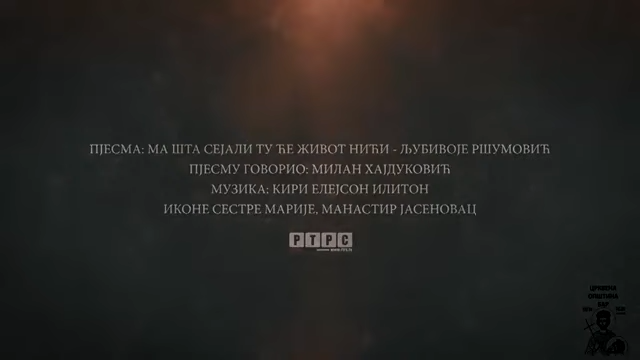 ПЈЕСМА: МА ШТА СЕЈАЛИ ТУ ЋЕ ЖИВОТ НИЋИ - ЉУБИВОЈЕ РШУМОВИЋ
ПЈЕСМУ ГОВОРИО: МИЛАН ХАЈДУКОВИЋ
МУЗИКА: КИРИ ЕЛЕЈСОН ИЛИТОН
ИКОНЕ СЕСТРЕ МАРИЈЕ, МАНАСТИР ЈАСЕНОВАЦ
РТРС